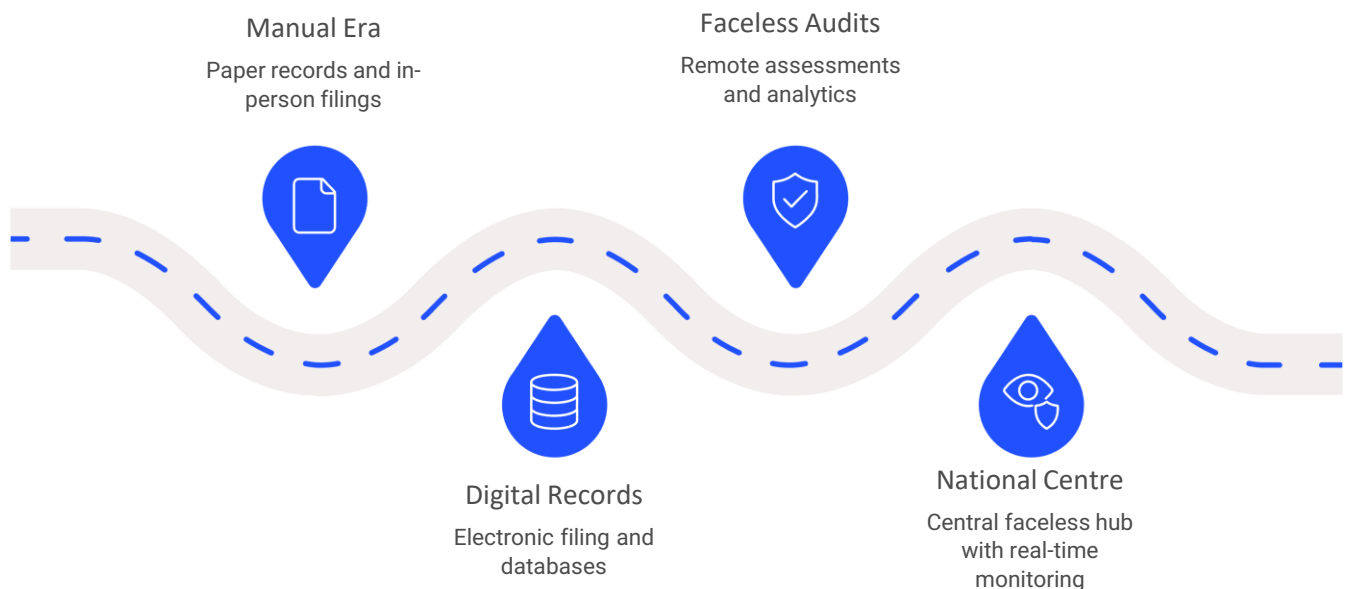 Manual Era
Paper records and in-
person filings
Faceless Audits
Remote assessments
and analytics
Digital Records
Electronic filing and
databases
National Centre
Central faceless hub
with real-time
monitoring